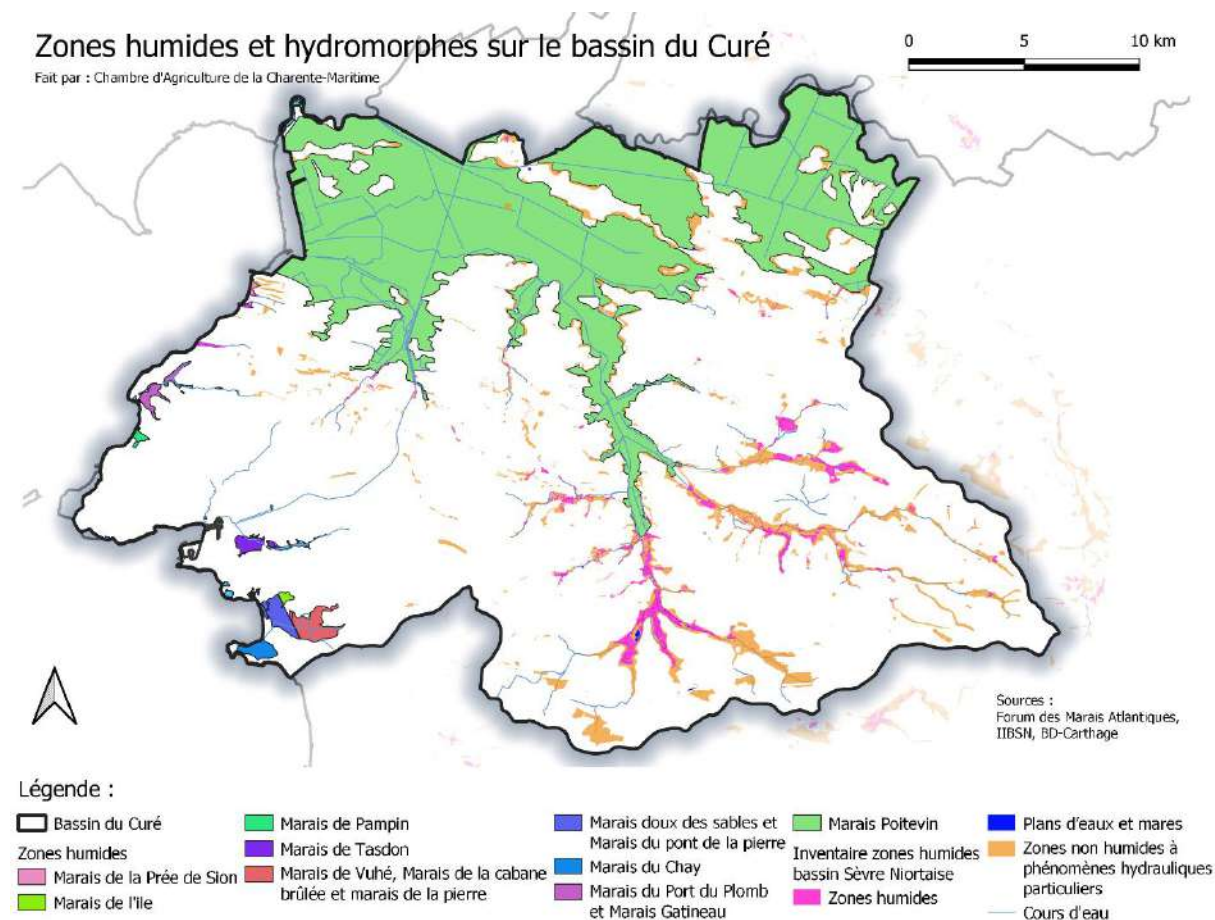 Zones humides et hydromorphes sur le bassin du Curé
Fait par : Chambre d'Agriculture de la Charente-Maritime
0 5 10 km
Sources :
Forum des Marais Atlantiques,
IIBSN, BD-Carthage
Légende :
Bassin du Curé
Zones humides
Marais de la Prée de Sion
Marais de l'ile
Marais de Pampin
Marais de Tasdon
Marais de Vuhé, Marais de la cabane
brûlée et marais de la pierre
Marais doux des sables et
Marais du pont de la pierre
Marais du Chay
Marais du Port du Plomb
et Marais Gatineau
Marais Poitevin
Inventaire zones humides
bassin Sèvre Niortaise
Zones humides
Plans d'eaux et mares
Zones non humides à
phénomènes hydrauliques
particuliers
Cours d'eau